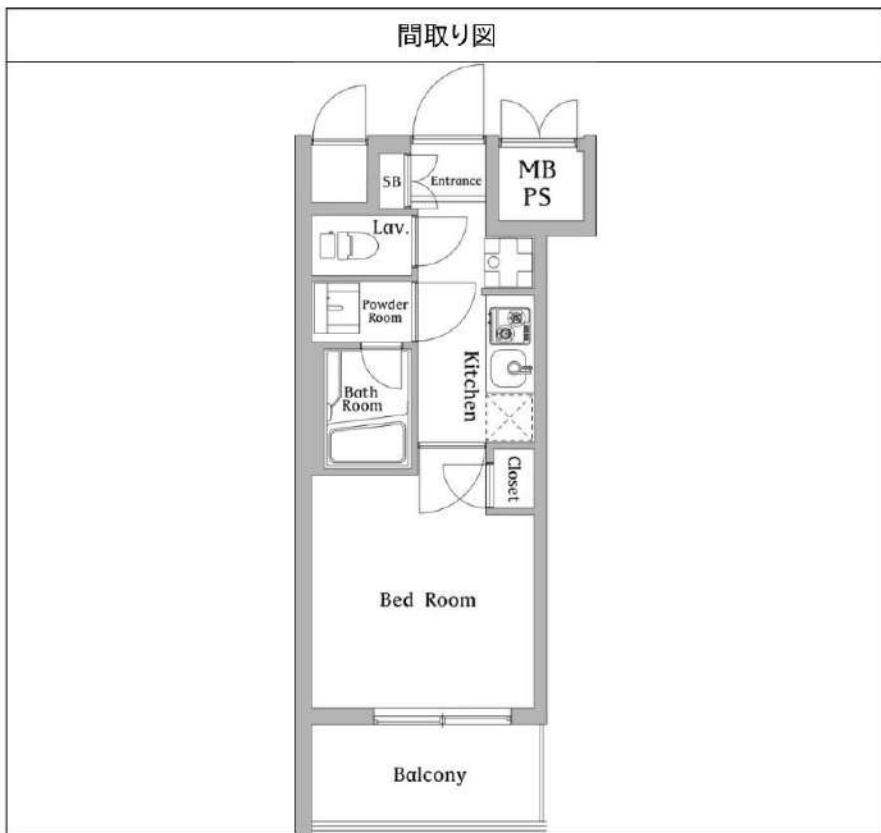 間取り図
MB
PS
SB
Entrance
Lav.
Powder
Room
Kitchen
Bath
Room
Closet
Bed Room
Balcony